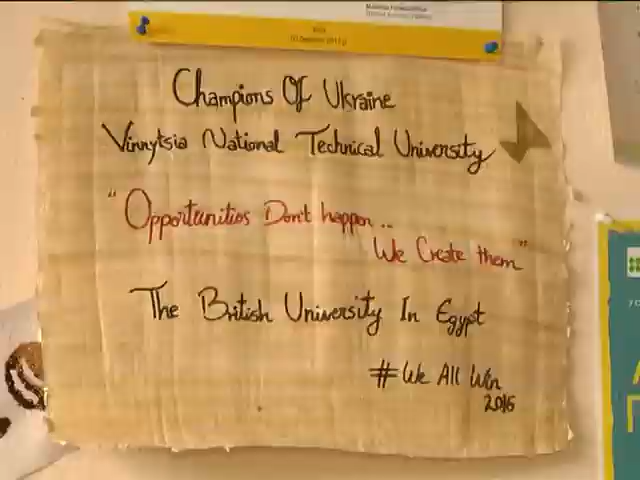 Champions Of Ukraine
Vinnytsia National Technical University
"Opportunities Don't happen..
We Create them"
The British University In Egypt
#We All Win
2016